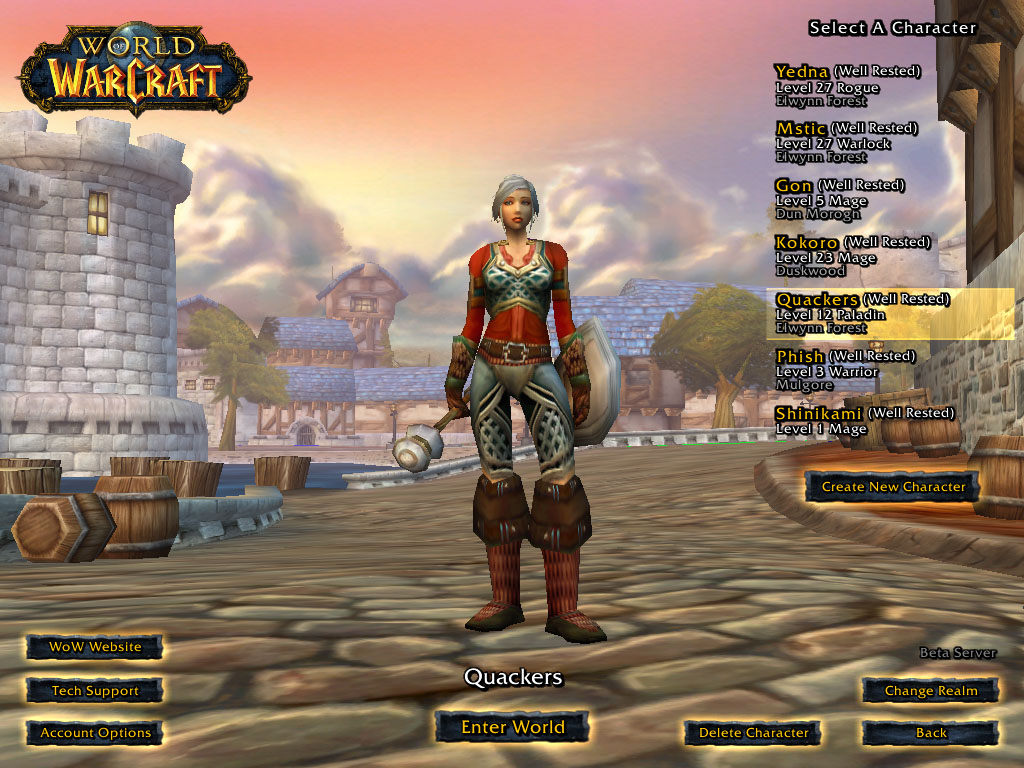 WORLD
OF
WARCRAFT
Select A Character
Yedna (Well Rested)
Level 27 Rogue
Elwynn Forest
Mstic (Well Rested)
Level 27 Warlock
Elwynn Forest
Gon (Well Rested)
Level 5 Mage
Dun Morogh
Kokoro (Well Rested)
Level 23 Mage
Duskwood
Quackers (Well Rested)
Level 12 Paladin
Elwynn Forest
Phish (Well Rested)
Level 3 Warrior
Mulgore
Shinikami (Well Rested)
Level 1 Mage
Create New Character
WoW Website
Tech Support
Account Options
Quackers
Enter World
Beta Server
Change Realm
Delete Character
Back